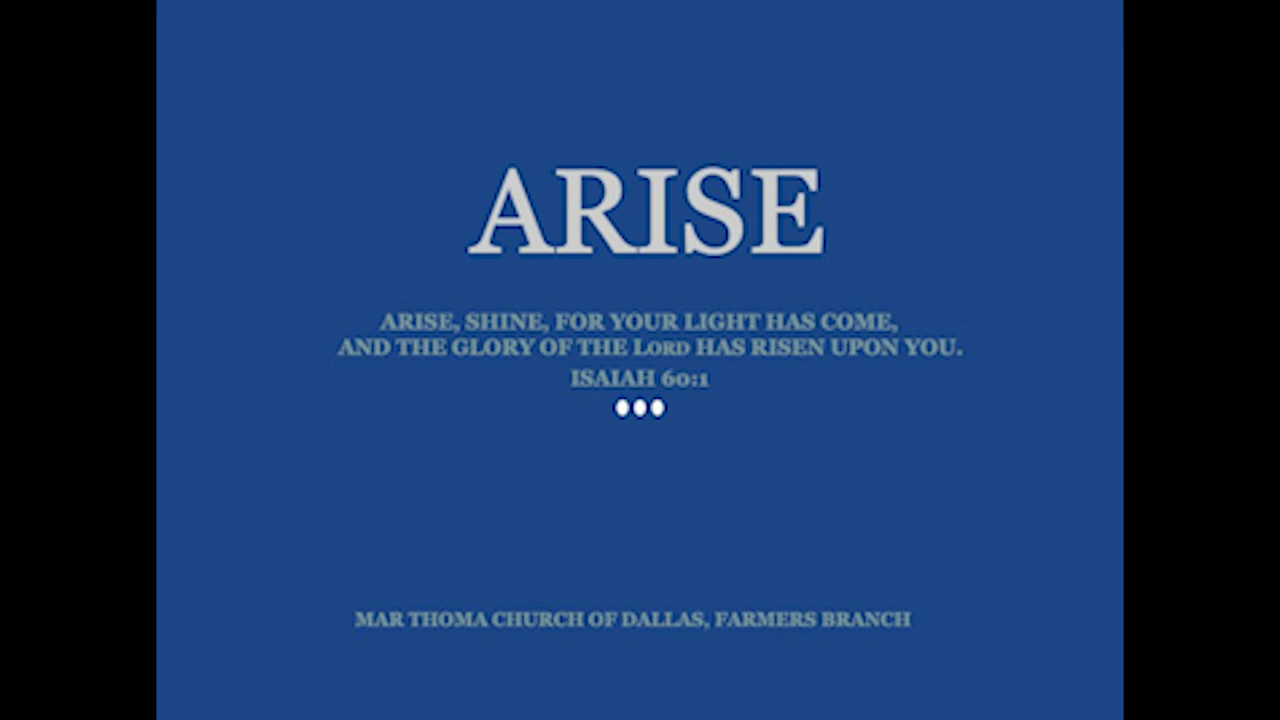 ARISE
ARISE, SHINE, FOR YOUR LIGHT HAS COME,
AND THE GLORY OF THE LORD HAS RISEN UPON YOU.
ISAIAH 60:1
MAR THOMA CHURCH OF DALLAS, FARMERS BRANCH